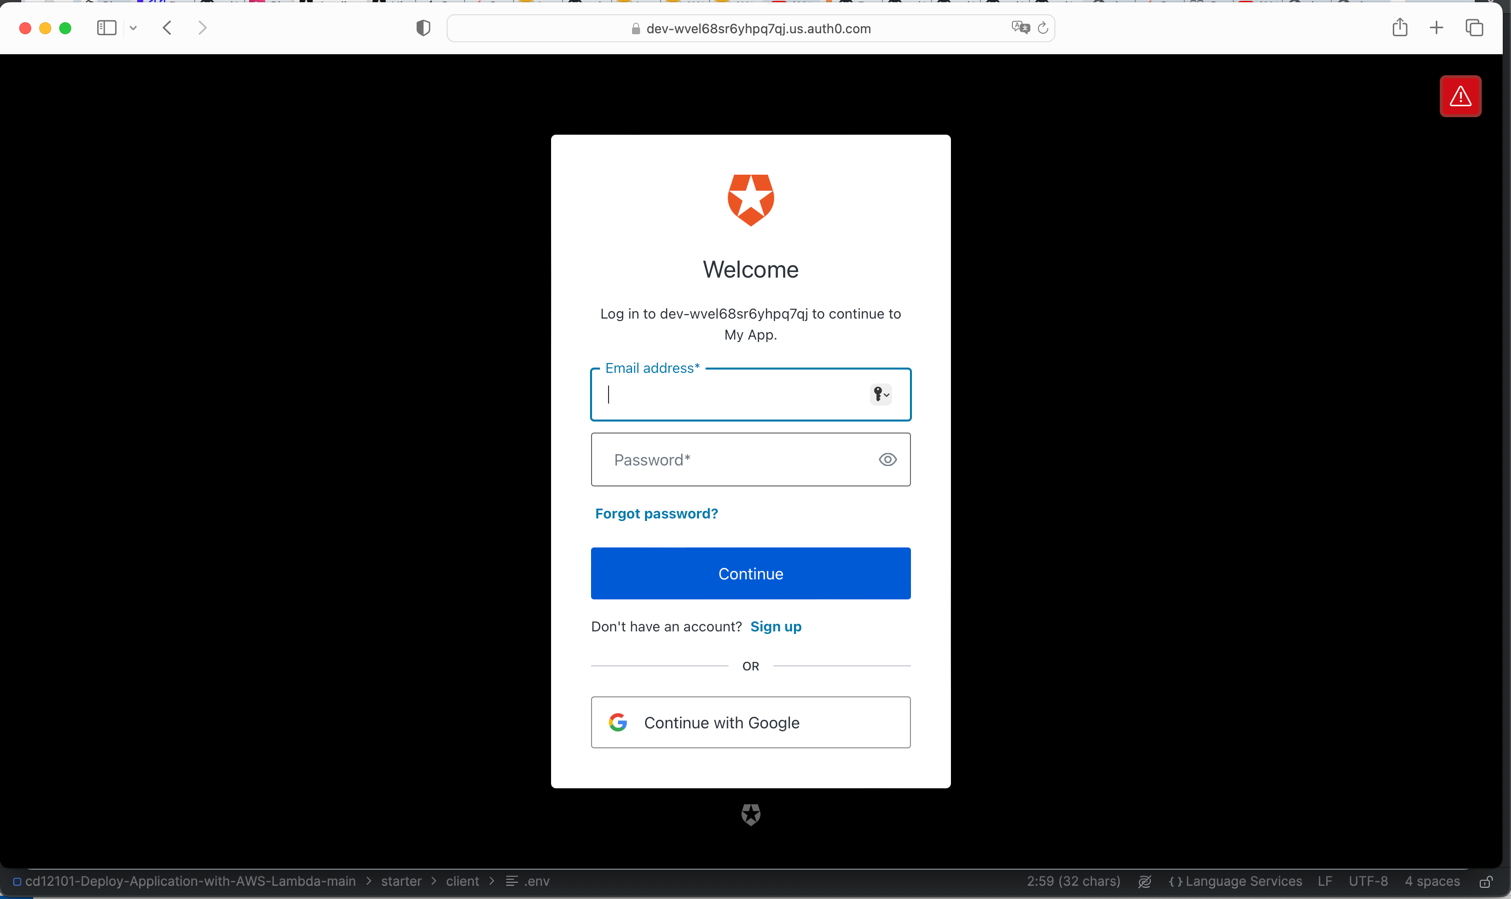 dev-wvel68sr6yhpq7qj.us.auth0.com
Welcome
Log in to dev-wvel68sr6yhpq7qj to continue to
My App.
Email address*
Password*
Forgot password?
Continue
Don't have an account? Sign up
OR
Continue with Google
cd12101-Deploy-Application-with-AWS-Lambda-main > starter > client > .env
2:59 (32 chars) { } Language Services LF UTF-8 4 spaces